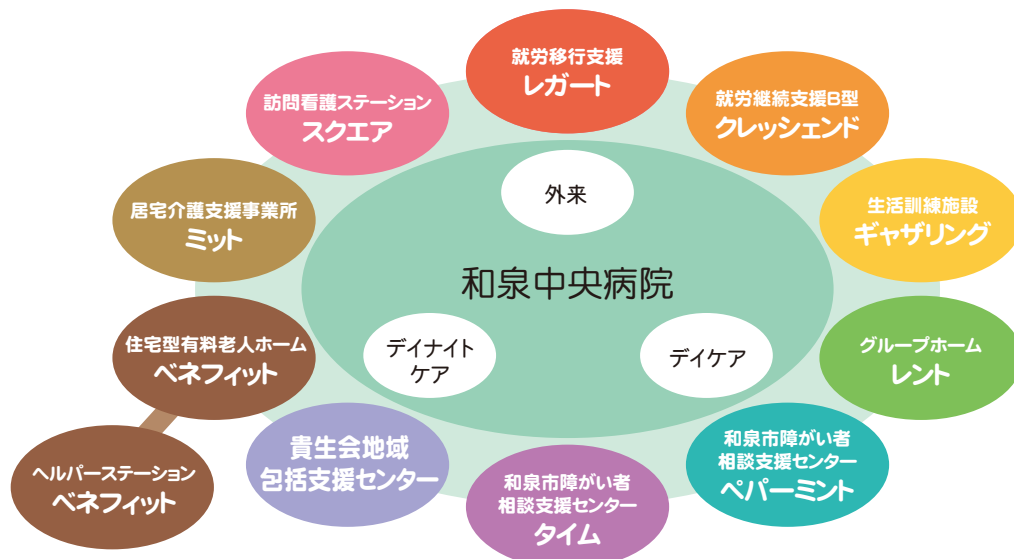 就労移行支援
レガート
訪問看護ステーション
スクエア
就労継続支援B型
クレッシェンド
居宅介護支援事業所
ミット
外来
生活訓練施設
ギャザリング
和泉中央病院
住宅型有料老人ホーム
ベネフィット
デイナイト
ケア
デイケア
グループホーム
レント
ヘルパーステーション
ベネフィット
貴生会地域
包括支援センター
和泉市障がい者
相談支援センター
タイム
和泉市障がい者
相談支援センター
ペパーミント